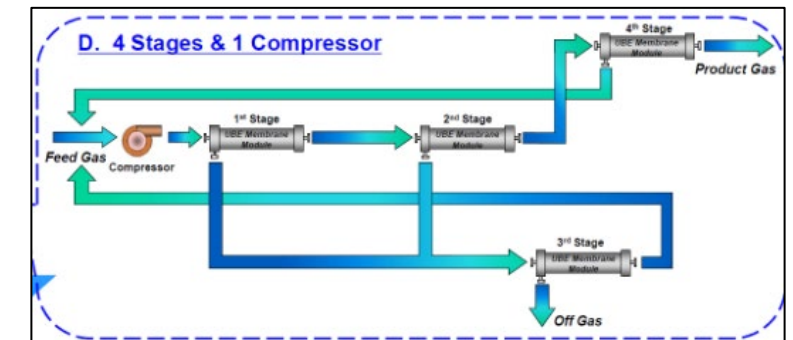 D. 4 Stages & 1 Compressor
4th Stage
UBE Membrane
Module
Product Gas
1st Stage
UBE Membrane
Module
2nd Stage
UBE Membrane
Module
Feed Gas
Compressor
3rd Stage
UBE Membrane
Module
Off Gas